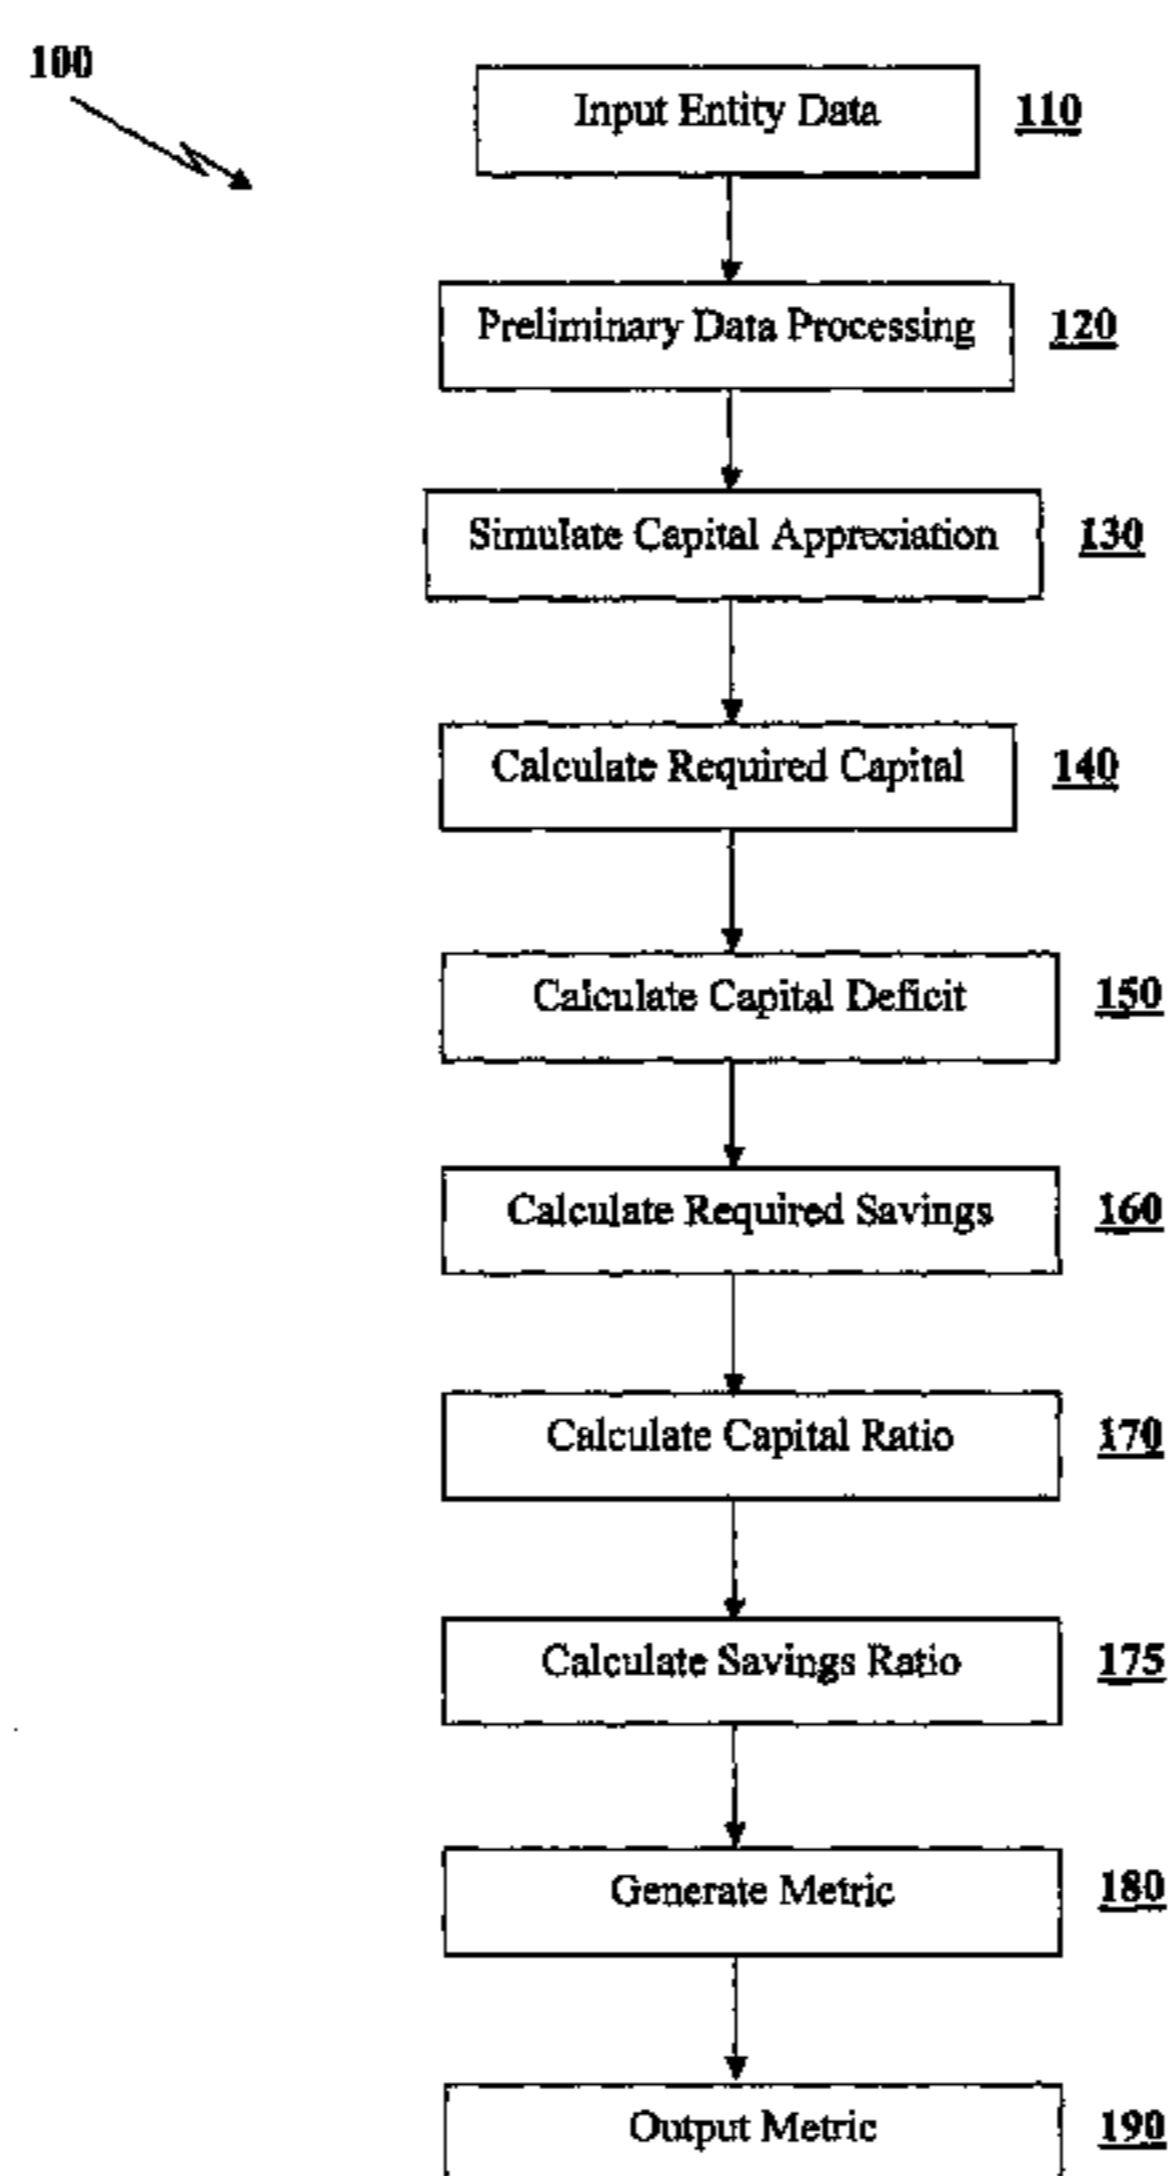 100
Input Entity Data 110
Preliminary Data Processing 120
Simulate Capital Appreciation 130
Calculate Required Capital 140
Calculate Capital Deficit 150
Calculate Required Savings 160
Calculate Capital Ratio 170
Calculate Savings Ratio 175
Generate Metric 180
Output Metric 190